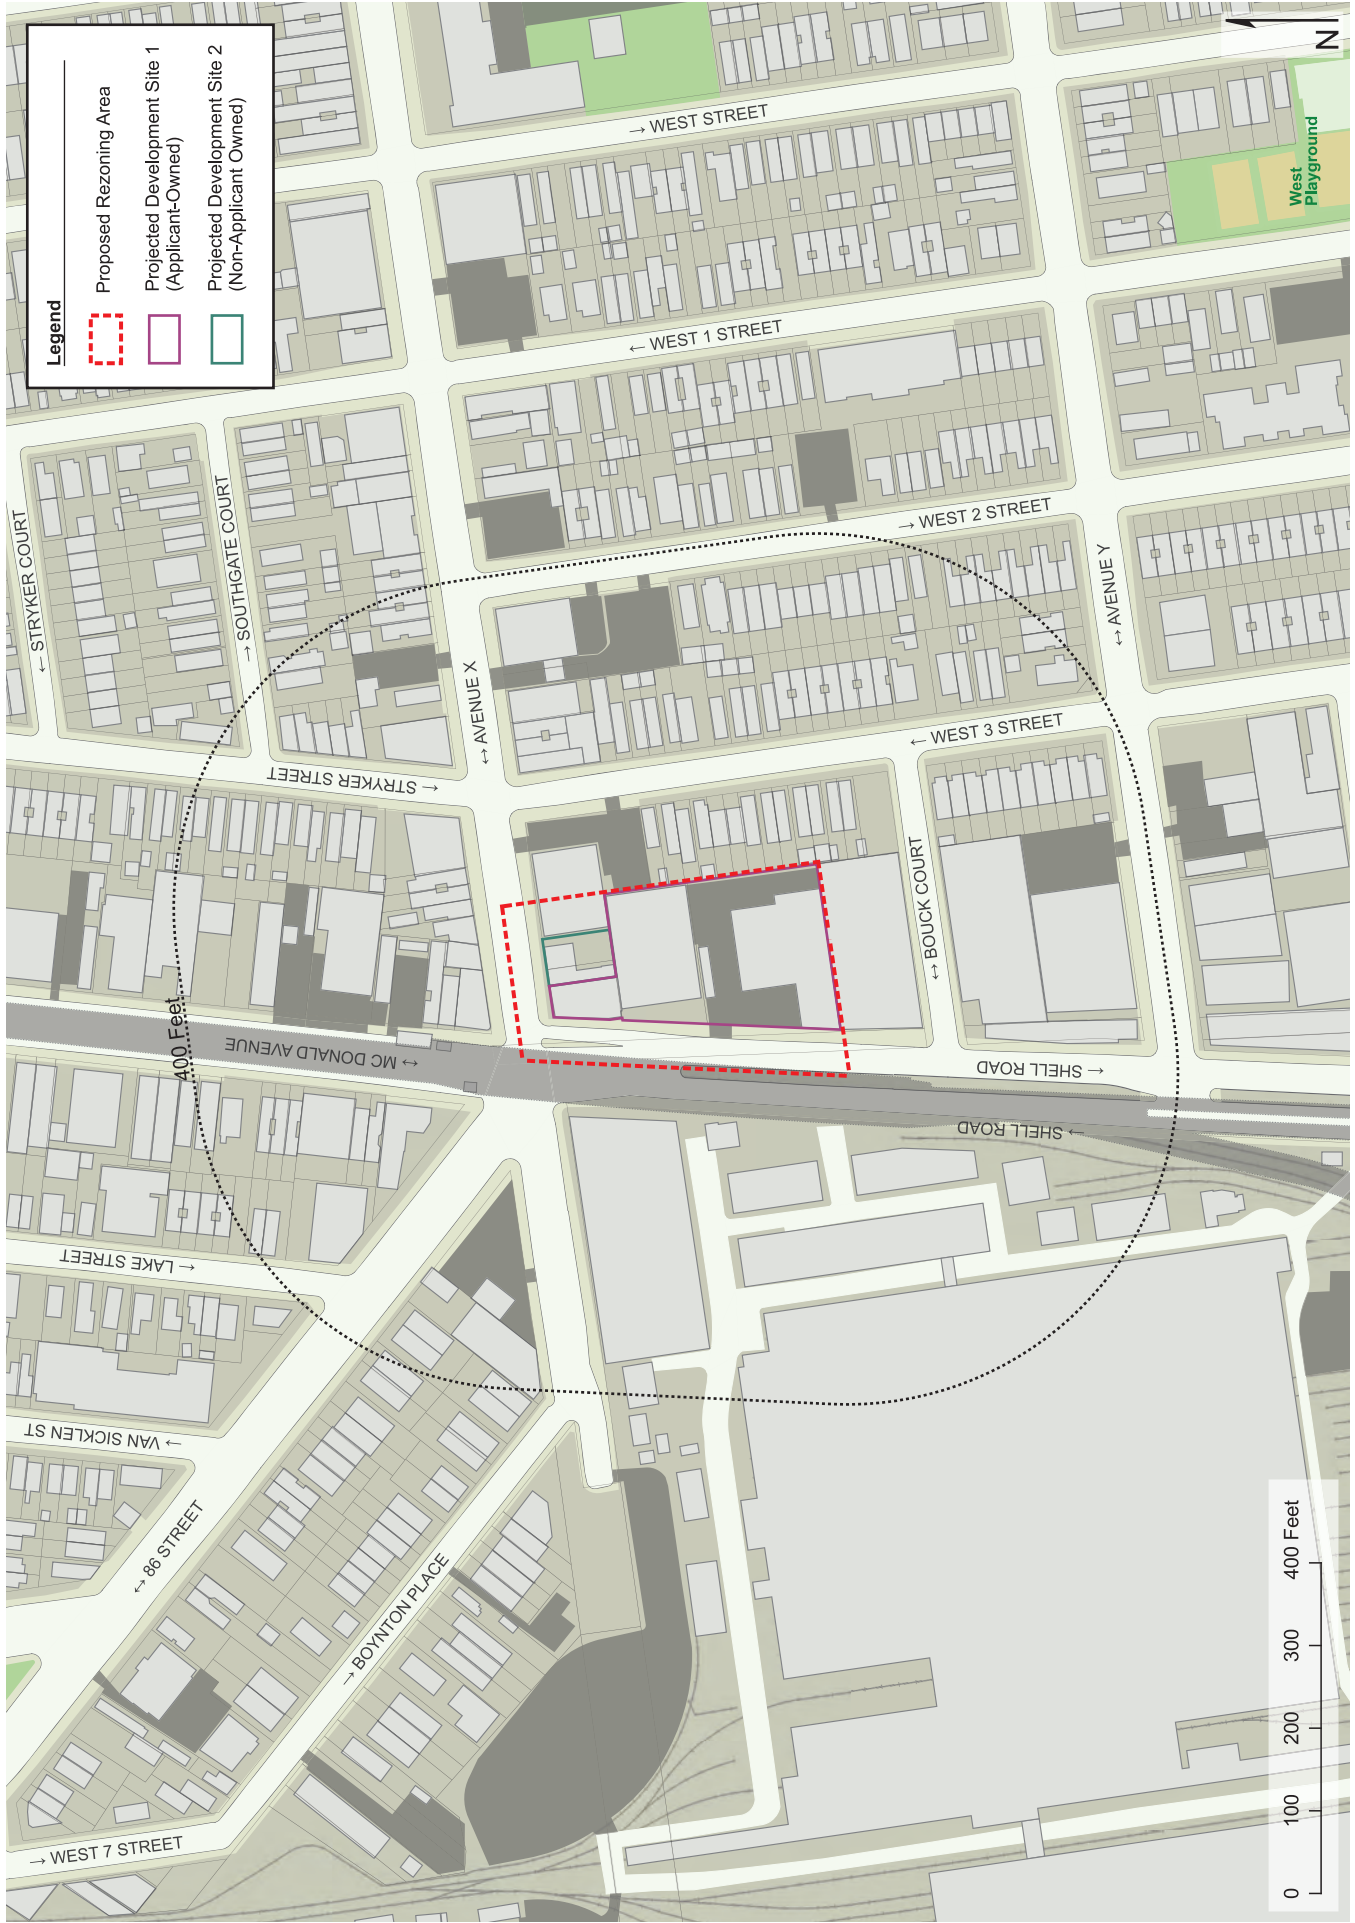 Legend
Proposed Rezoning Area
Projected Development Site 1
(Applicant-Owned)
Projected Development Site 2
(Non-Applicant Owned)
N
→ WEST STREET
West
Playground
← WEST 1 STREET
→ WEST 2 STREET
← WEST 3 STREET
← STRYKER COURT
→ SOUTHGATE COURT
↔ AVENUE X
↔ AVENUE Y
← STRYKER STREET
↔ BOUCK COURT
400 Feet
↔ MC DONALD AVENUE
← SHELL ROAD
← SHELL ROAD
← LAKE STREET
← VAN SICKLEN ST
↔ 86 STREET
→ BOYNTON PLACE
→ WEST 7 STREET
0 100 200 300 400 Feet